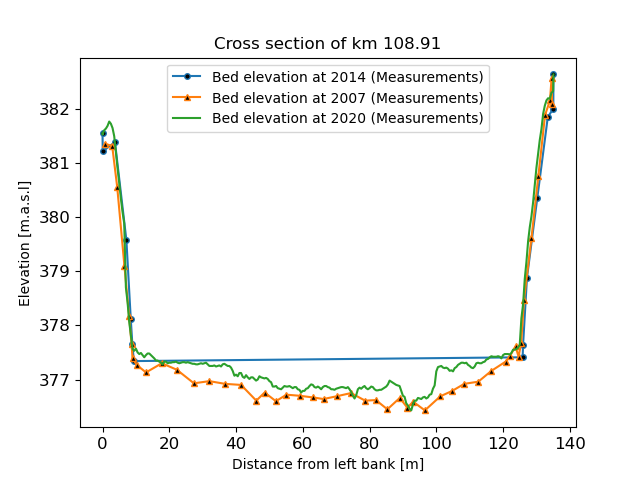 Cross section of km 108.91
Bed elevation at 2014 (Measurements)
Bed elevation at 2007 (Measurements)
Bed elevation at 2020 (Measurements)
Elevation [m.a.s.l]
382
381
380
379
378
377
0 20 40 60 80 100 120 140
Distance from left bank [m]